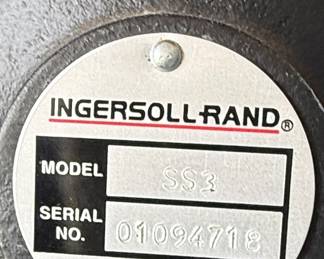 INGERSOLL-RAND®
MODEL SS3
SERIAL NO. 01094718